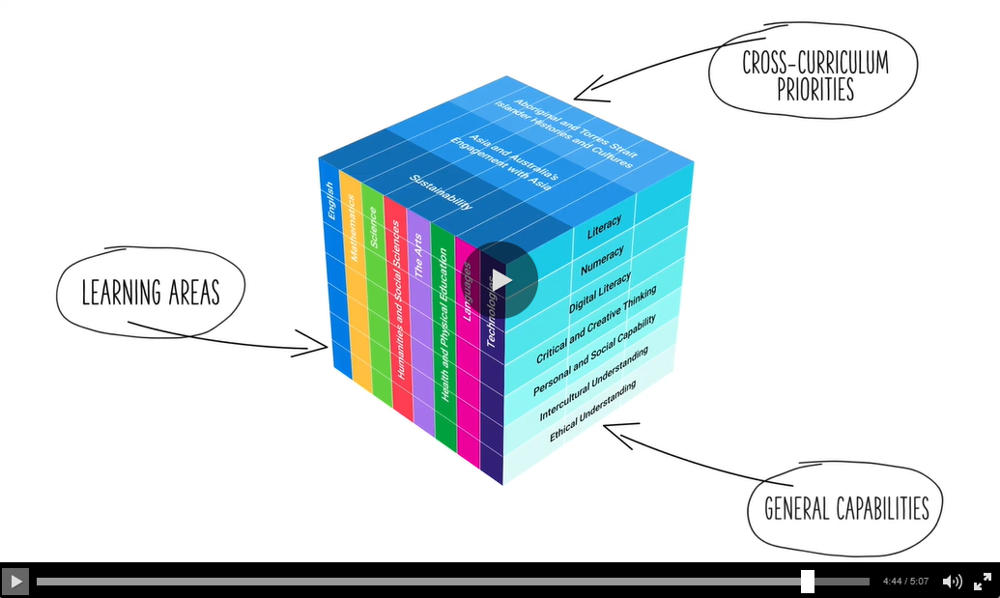 CROSS-CURRICULUM
PRIORITIES
Aboriginal and Torres Strait
Islander Histories and Cultures
Asia and Australia's
Engagement with Asia
Sustainability
English
Mathematics
Science
Humanities and Social Sciences
The Arts
Health and Physical Education
Languages
Technologies
Literacy
Numeracy
Digital Literacy
Critical and Creative Thinking
Personal and Social Capability
Intercultural Understanding
Ethical Understanding
LEARNING AREAS
GENERAL CAPABILITIES
4:44 / 5:07